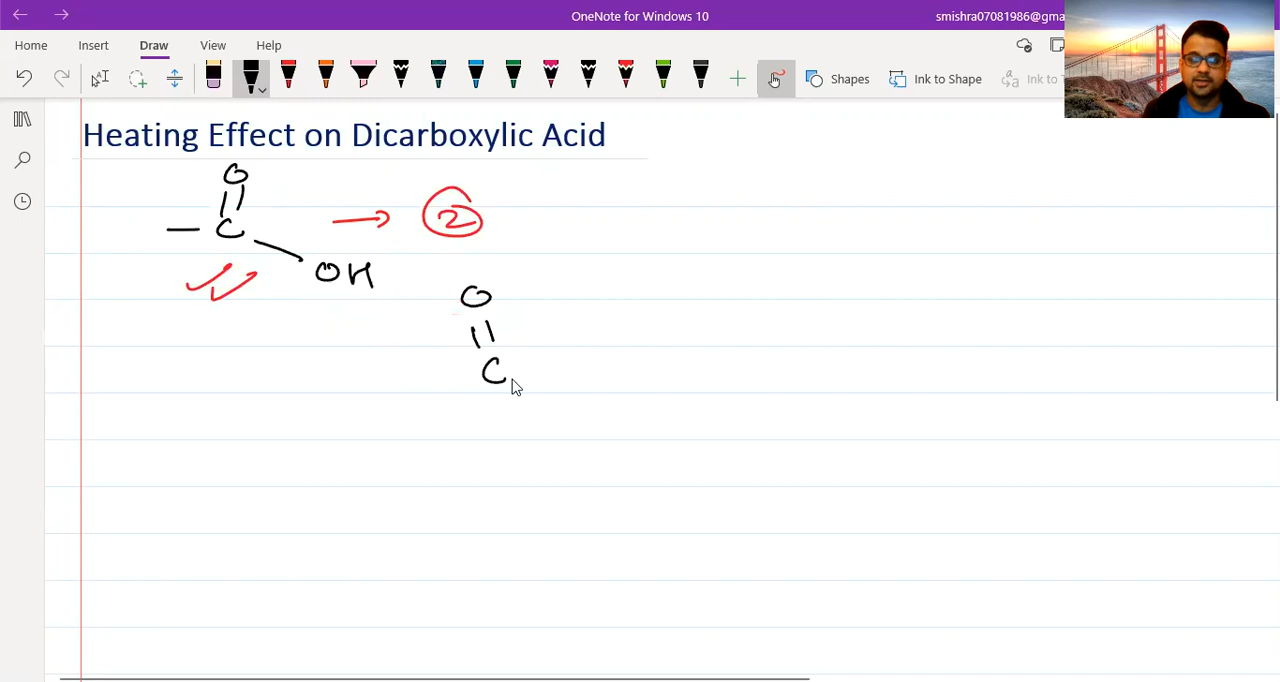 OneNote for Windows 10
smishra07081986@gma
Home Insert Draw View Help
Shapes Ink to Shape Ink to
Heating Effect on Dicarboxylic Acid
O
C
OH
2
O
C